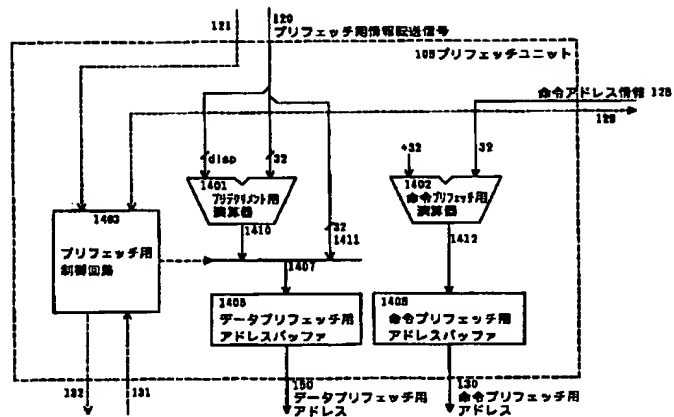 121
120
プリフェッチ用情報転送信号
105プリフェッチユニット
命令アドレス情報 128
129
disp
32
+32
32
1401
プリデクリメント用
演算器
1402
命令プリフェッチ用
演算器
1403
プリフェッチ用
制御回路
1410
32
1411
1412
1407
1405
データプリフェッチ用
アドレスバッファ
1408
命令プリフェッチ用
アドレスバッファ
132
131
150
データプリフェッチ用
アドレス
130
命令プリフェッチ用
アドレス